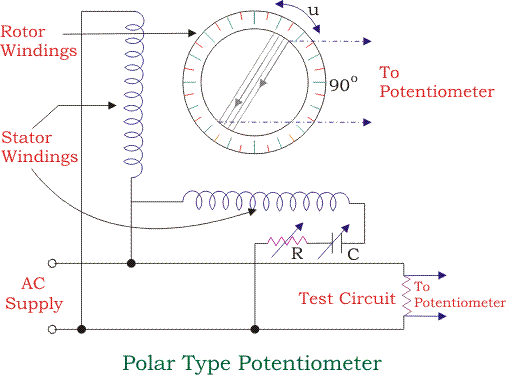 Rotor
Windings
u
90°
To
Potentiometer
Stator
Windings
R
C
AC
Supply
Test Circuit
To
Potentiometer
Polar Type Potentiometer